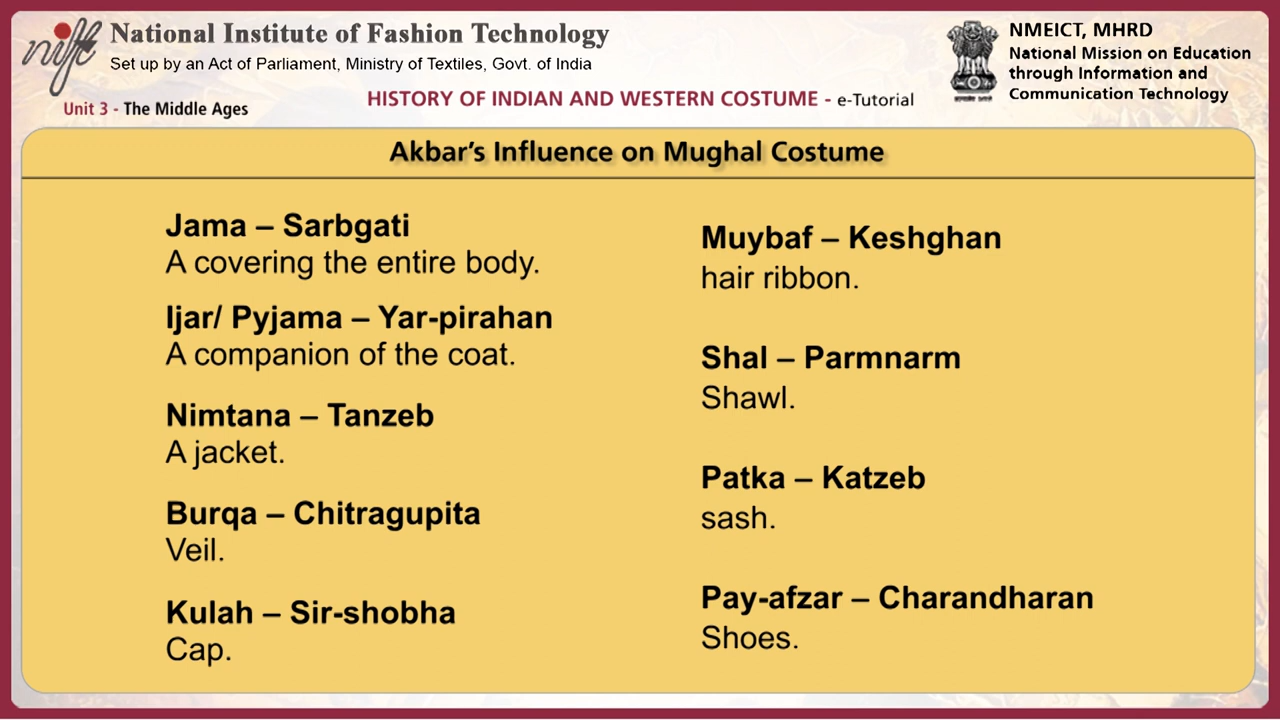 nift
National Institute of Fashion Technology
Set up by an Act of Parliament, Ministry of Textiles, Govt. of India
NMEICT, MHRD
National Mission on Education
through Information and
Communication Technology
Unit 3 - The Middle Ages
HISTORY OF INDIAN AND WESTERN COSTUME - e-Tutorial
Akbar's Influence on Mughal Costume
Jama – Sarbgati
A covering the entire body.
Ijar/ Pyjama – Yar-pirahan
A companion of the coat.
Nimtana – Tanzeb
A jacket.
Burqa – Chitragupita
Veil.
Kulah – Sir-shobha
Cap.
Muybaf – Keshghan
hair ribbon.
Shal – Parmnarm
Shawl.
Patka – Katzeb
sash.
Pay-afzar – Charandharan
Shoes.